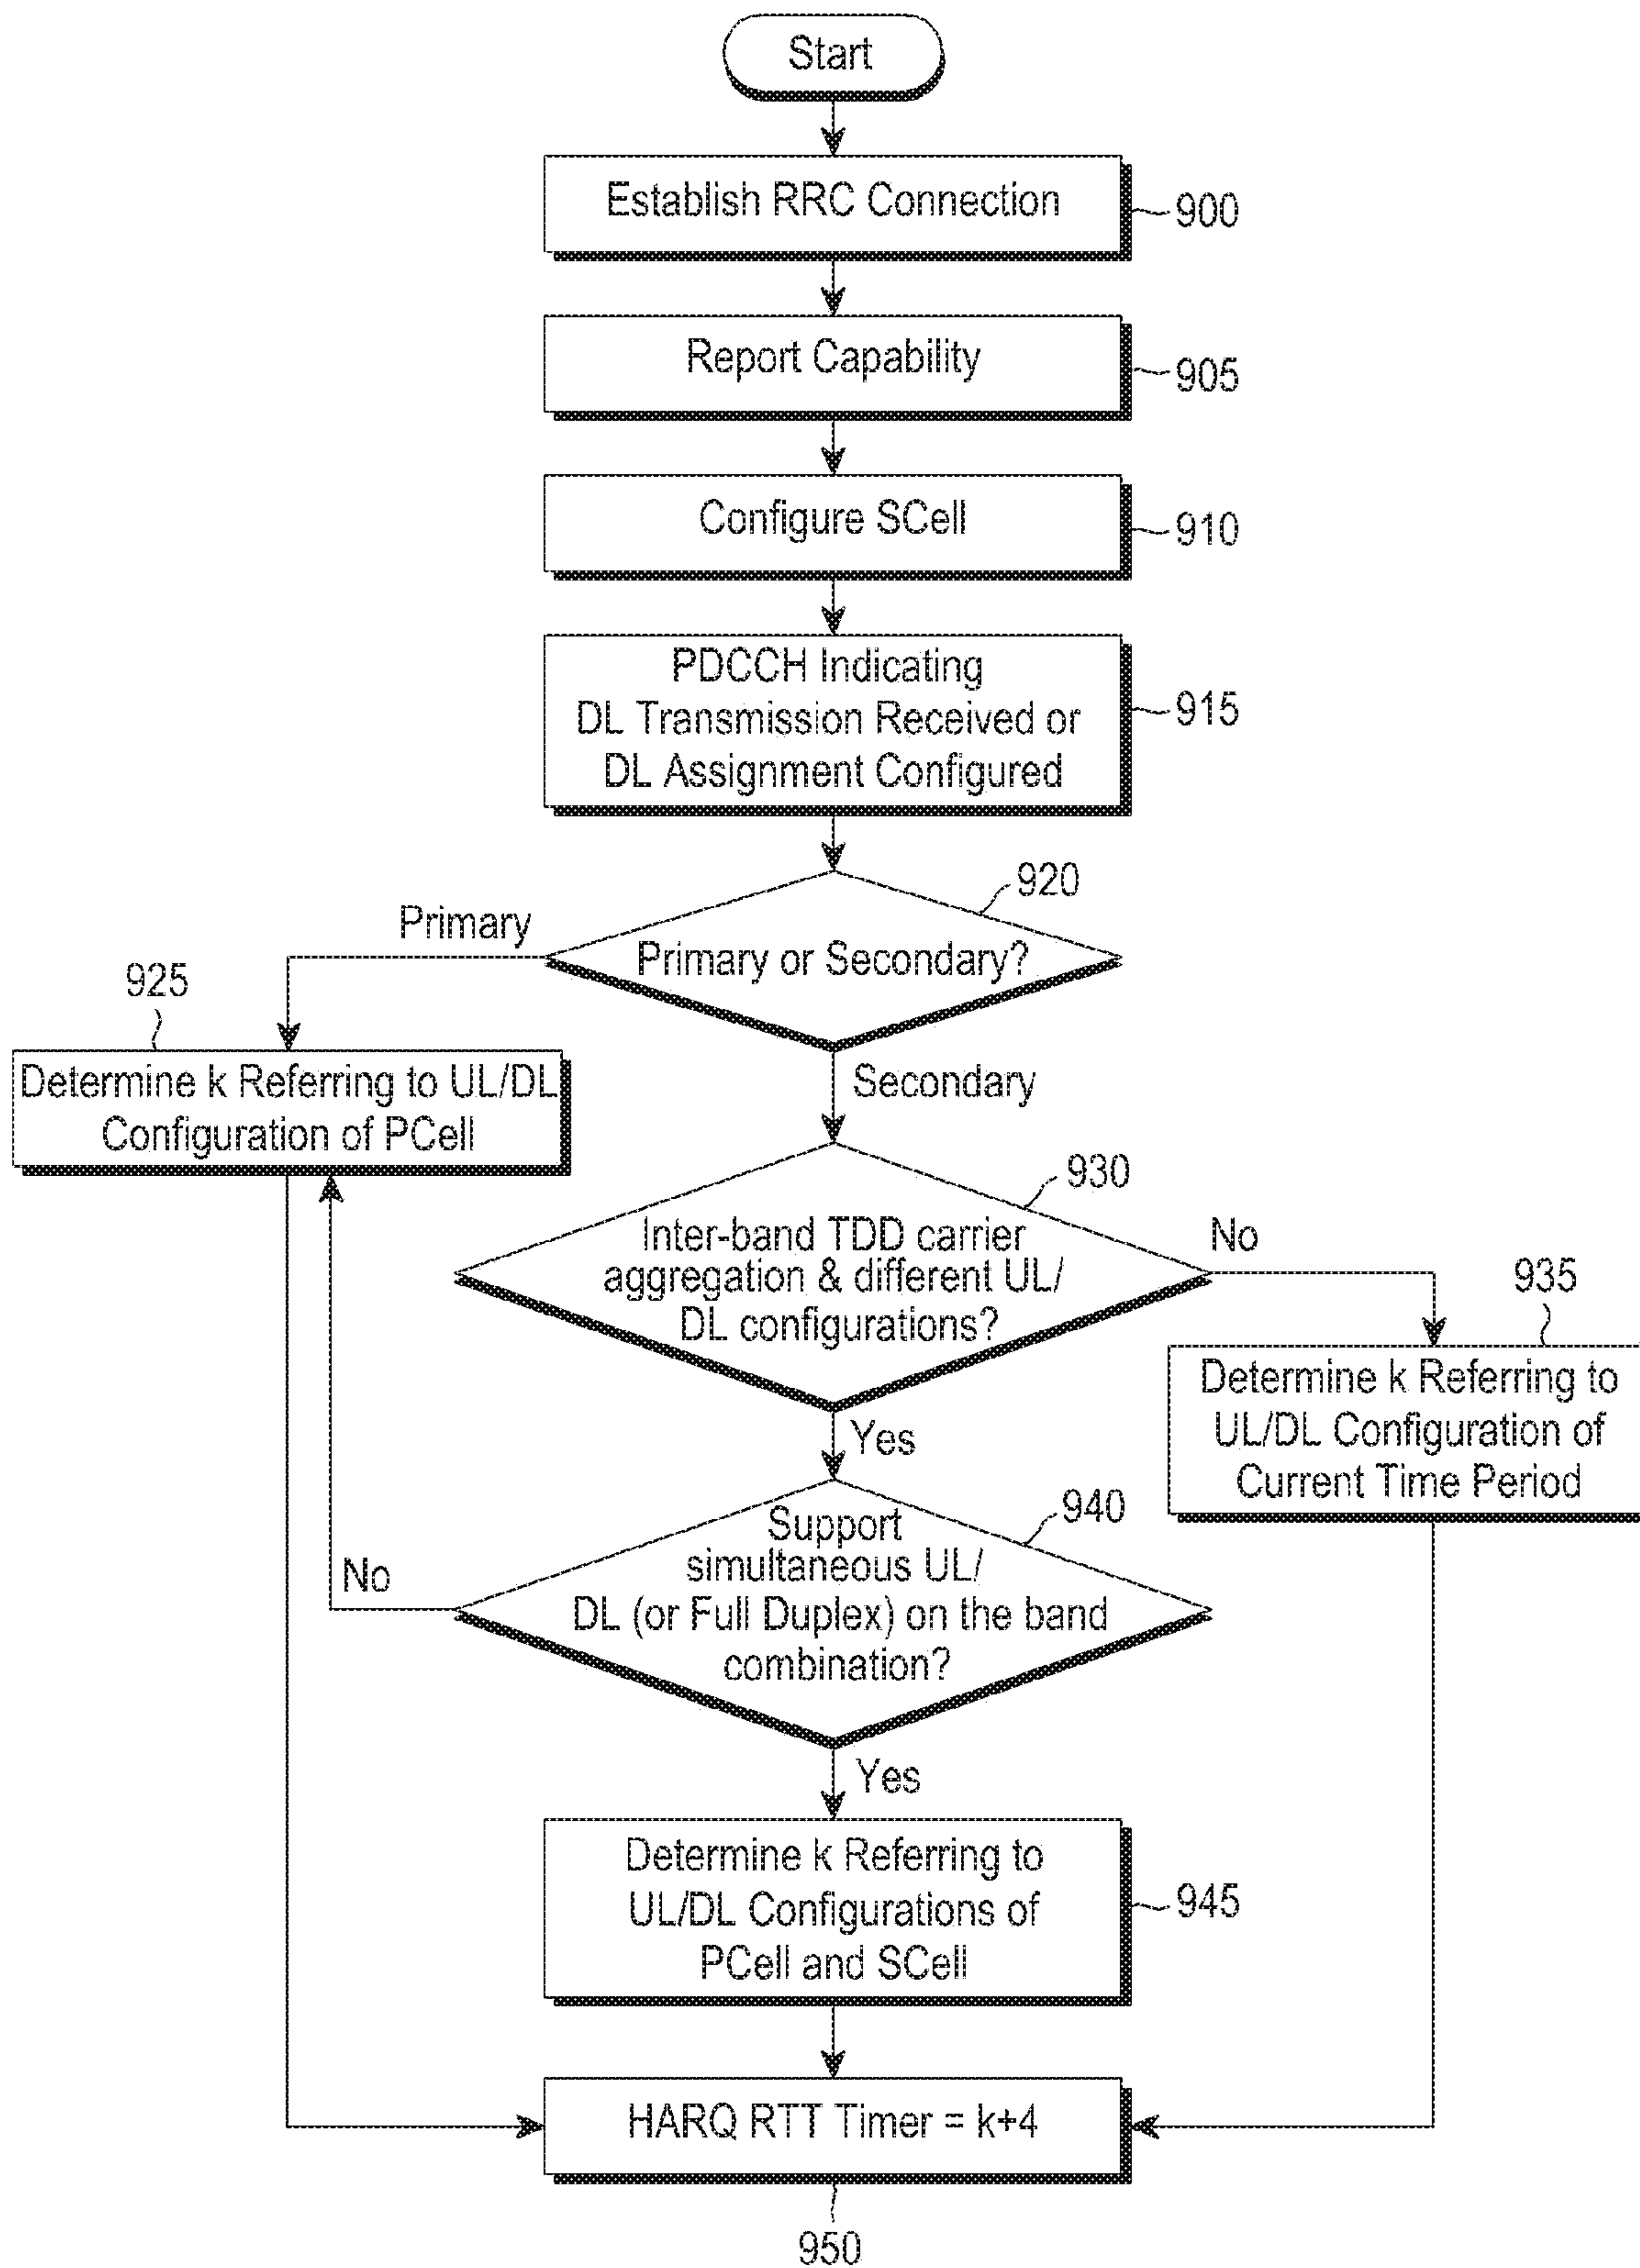 Start
Establish RRC Connection
900
Report Capability
905
Configure SCell
910
PDCCH Indicating
DL Transmission Received or
DL Assignment Configured
915
920
Primary or Secondary?
Primary
925
Determine k Referring to UL/DL
Configuration of PCell
Secondary
930
Inter-band TDD carrier
aggregation & different UL/
DL configurations?
No
935
Determine k Referring to
UL/DL Configuration of
Current Time Period
Yes
940
Support
simultaneous UL/
DL (or Full Duplex) on the band
combination?
No
Yes
Determine k Referring to
UL/DL Configurations of
PCell and SCell
945
HARQ RTT Timer = k+4
950